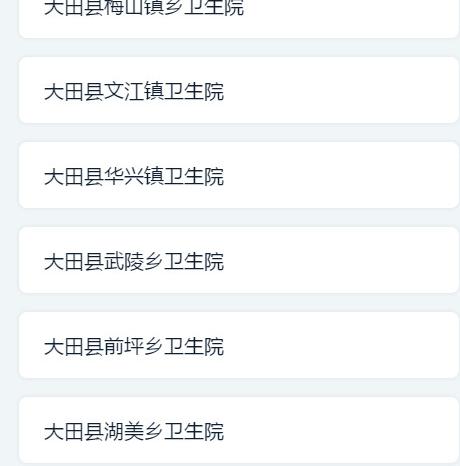 大田县梅山镇乡卫生院
大田县文江镇卫生院
大田县华兴镇卫生院
大田县武陵乡卫生院
大田县前坪乡卫生院
大田县湖美乡卫生院